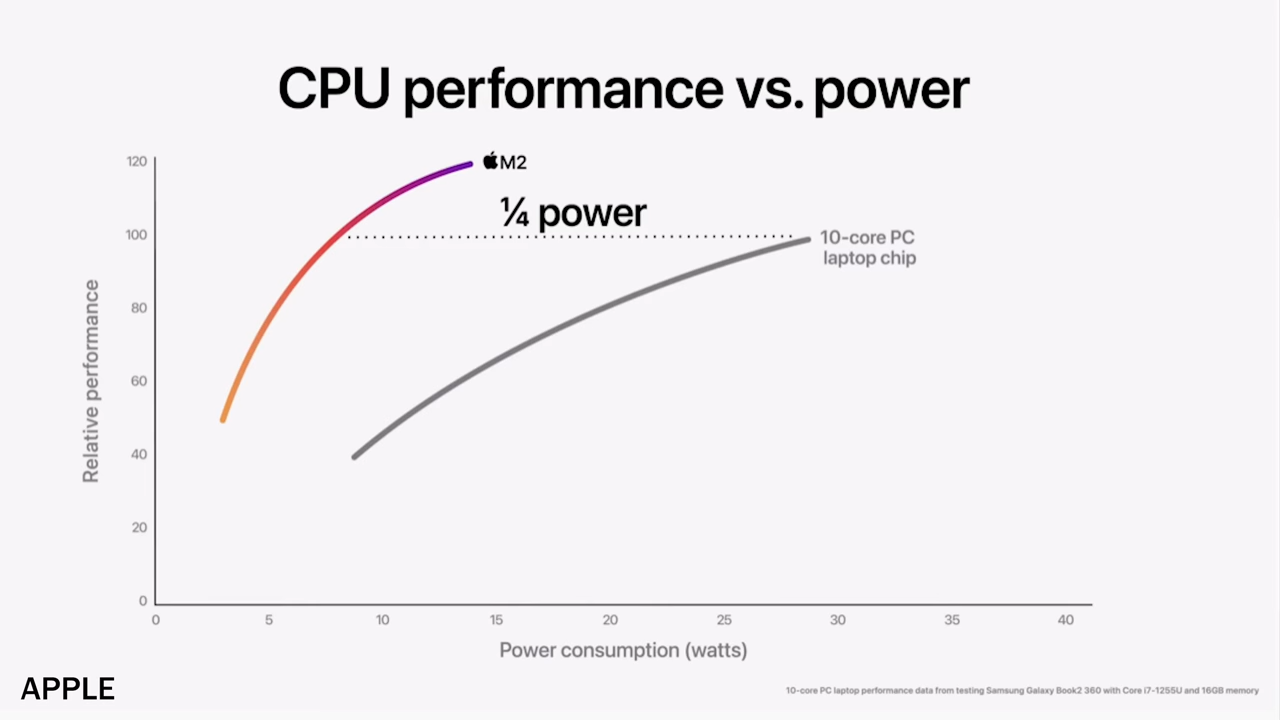 CPU performance vs. power
120
M2
¼ power
100
10-core PC
laptop chip
80
60
40
20
0
Relative performance
0 5 10 15 20 25 30 35 40
Power consumption (watts)
APPLE
10-core PC laptop performance data from testing Samsung Galaxy Book2 360 with Core i7-1255U and 16GB memory